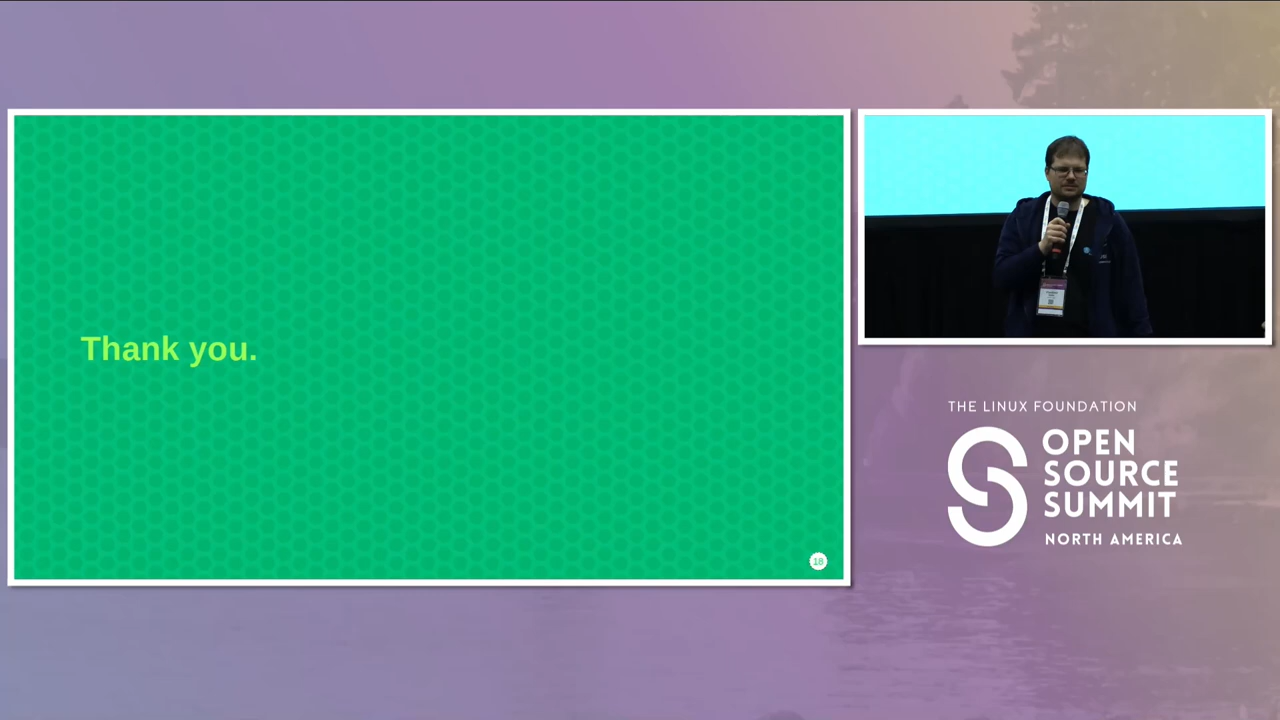 Thank you.
18
THE LINUX FOUNDATION
OPEN
SOURCE
SUMMIT
NORTH AMERICA